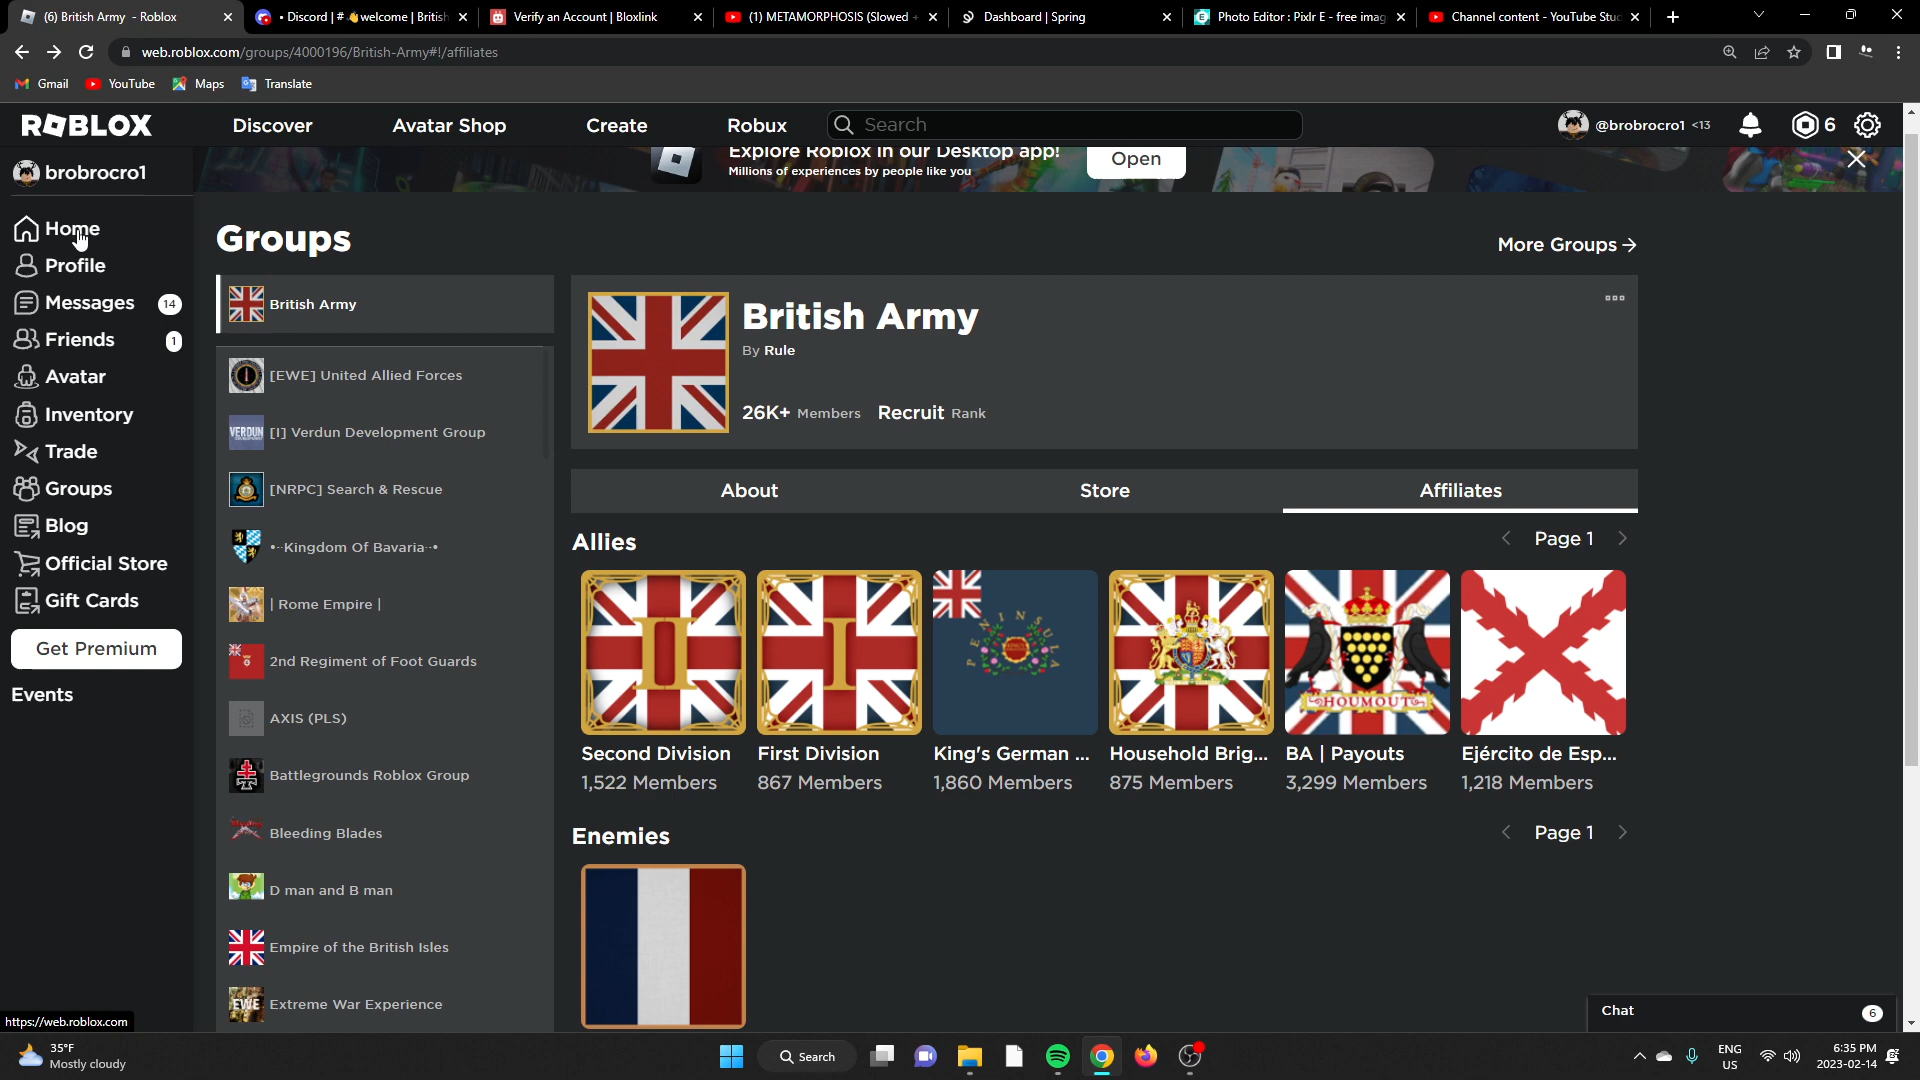 (6) British Army - Roblox
• Discord | # 👋welcome | British
Verify an Account | Bloxlink
(1) METAMORPHOSIS (Slowed +
Dashboard | Spring
Photo Editor : Pixlr E - free imag
Channel content - YouTube Stu
web.roblox.com/groups/4000196/British-Army#!/affiliates
Gmail
YouTube
Maps
Translate
ROBLOX
Discover
Avatar Shop
Create
Robux
Search
@brobrocro1 <13
6
brobrocro1
Explore Roblox in our Desktop app!
Millions of experiences by people like you
Open
Home
Profile
Messages 14
Friends 1
Avatar
Inventory
Trade
Groups
Blog
Official Store
Gift Cards
Get Premium
Events
Groups
More Groups
British Army
[EWE] United Allied Forces
VERDUN
[I] Verdun Development Group
[NRPC] Search & Rescue
•··Kingdom Of Bavaria··•
| Rome Empire |
2nd Regiment of Foot Guards
AXIS (PLS)
Battlegrounds Roblox Group
Bleeding Blades
D man and B man
Empire of the British Isles
EWE
Extreme War Experience
British Army
By Rule
26K+ Members Recruit Rank
About
Store
Affiliates
Allies
Page 1
II
I
PENINSULA
HOUMOUT
Second Division
1,522 Members
First Division
867 Members
King's German ...
1,860 Members
Household Brig...
875 Members
BA | Payouts
3,299 Members
Ejército de Esp...
1,218 Members
Enemies
Page 1
Chat 6
https://web.roblox.com
35°F
Mostly cloudy
Search
ENG
US
6:35 PM
2023-02-14